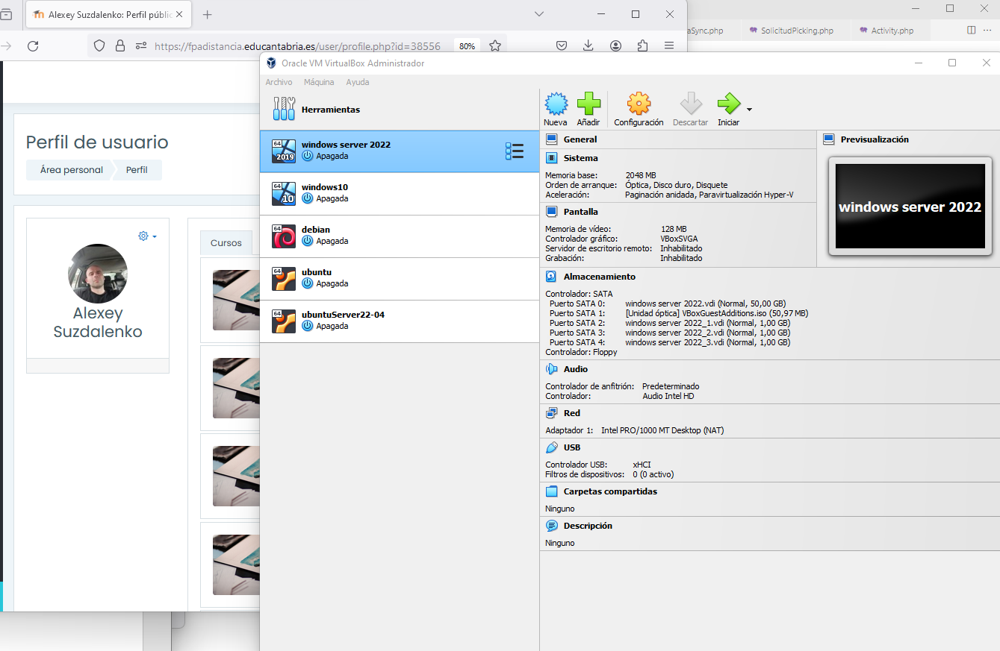 Alexey Suzdalenko: Perfil públic
aSync.php
SolicitudPicking.php
Activity.php
https://fpadistancia.educantabria.es/user/profile.php?id=38556
80%
Perfil de usuario
Área personal
Perfil
Alexey
Suzdalenko
Cursos
Oracle VM VirtualBox Administrador
Archivo Máquina Ayuda
Herramientas
64
2019
windows server 2022
Apagada
64
10
windows10
Apagada
64
debian
Apagada
64
ubuntu
Apagada
64
ubuntuServer22-04
Apagada
Nueva Añadir Configuración Descartar Iniciar
General
Sistema
Memoria base: 2048 MB
Orden de arranque: Óptica, Disco duro, Disquete
Aceleración: Paginación anidada, Paravirtualización Hyper-V
Pantalla
Memoria de vídeo: 128 MB
Controlador gráfico: VBoxSVGA
Servidor de escritorio remoto: Inhabilitado
Grabación: Inhabilitado
Previsualización
windows server 2022
Almacenamiento
Controlador: SATA
Puerto SATA 0: windows server 2022.vdi (Normal, 50,00 GB)
Puerto SATA 1: [Unidad óptica] VBoxGuestAdditions.iso (50,97 MB)
Puerto SATA 2: windows server 2022_1.vdi (Normal, 1,00 GB)
Puerto SATA 3: windows server 2022_2.vdi (Normal, 1,00 GB)
Puerto SATA 4: windows server 2022_3.vdi (Normal, 1,00 GB)
Controlador: Floppy
Audio
Controlador de anfitrión: Predeterminado
Controlador: Audio Intel HD
Red
Adaptador 1: Intel PRO/1000 MT Desktop (NAT)
USB
Controlador USB: xHCI
Filtros de dispositivos: 0 (0 activo)
Carpetas compartidas
Ninguno
Descripción
Ninguno